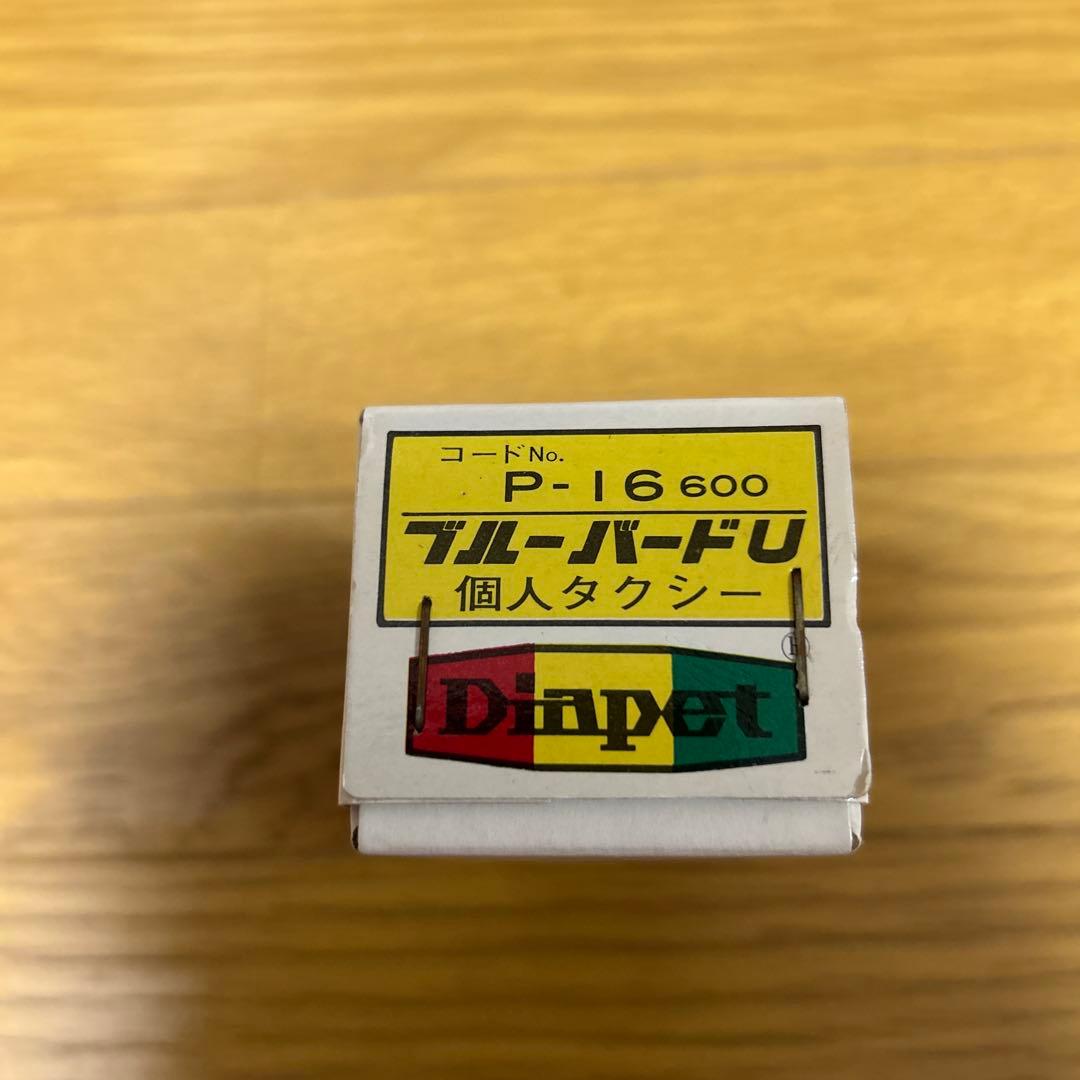 コードNo.
P-16 600
ブルーバードU
個人タクシー
Diapet